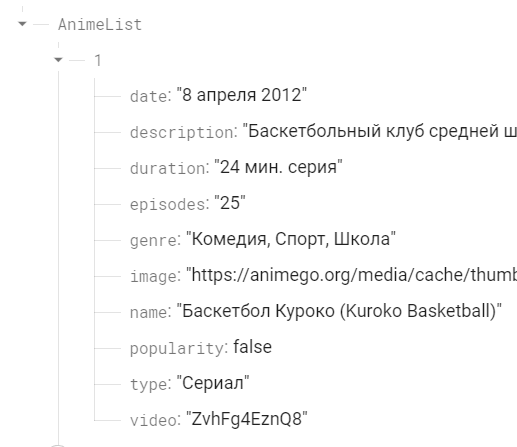 AnimeList
1
date: "8 апреля 2012"
description: "Баскетбольный клуб средней
duration: "24 мин. серия"
episodes: "25"
genre: "Комедия, Спорт, Школа"
image: "https://animego.org/media/cache/thumb
name: "Баскетбол Куроко (Kuroko Basketball)"
popularity: false
type: "Сериал"
video: "ZvhFg4EznQ8"